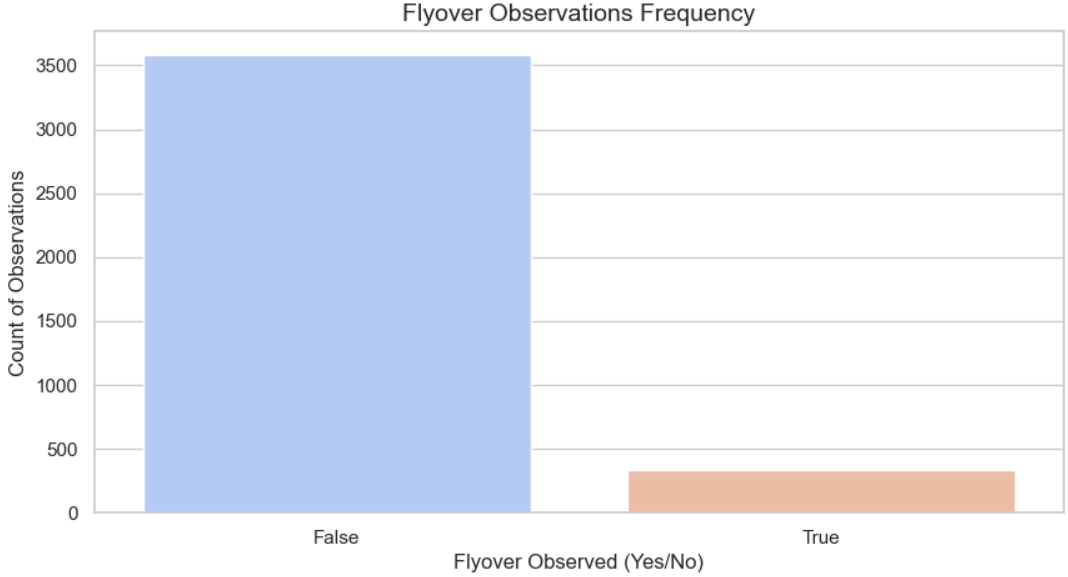 Flyover Observations Frequency
Count of Observations
3500
3000
2500
2000
1500
1000
500
0
False
True
Flyover Observed (Yes/No)